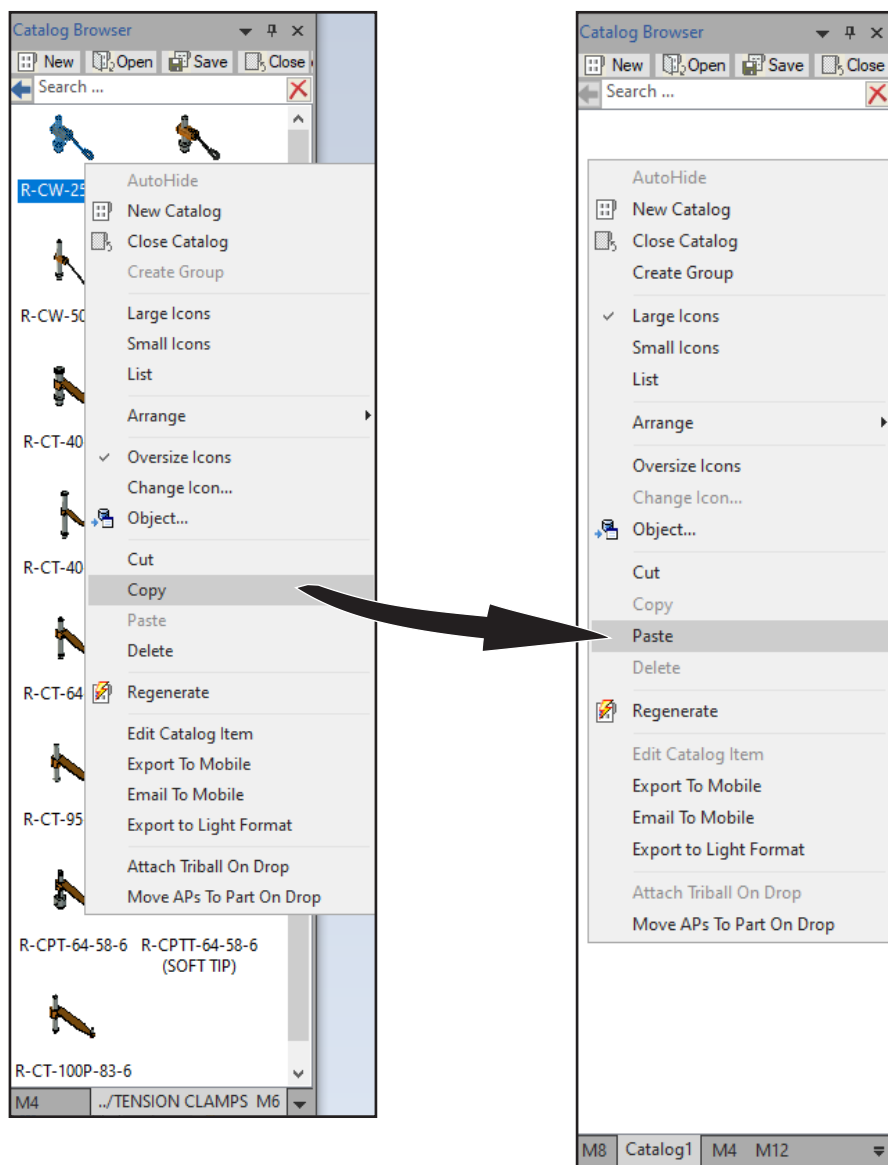 Catalog Browser
New Open Save Close
Search ...
R-CW-25
R-CW-50
R-CT-40
R-CT-40
R-CT-64
R-CT-95
R-CPT-64-58-6 R-CPTT-64-58-6
(SOFT TIP)
R-CT-100P-83-6
M4 ../TENSION CLAMPS M6
AutoHide
New Catalog
Close Catalog
Create Group
Large Icons
Small Icons
List
Arrange
Oversize Icons
Change Icon...
Object...
Cut
Copy
Paste
Delete
Regenerate
Edit Catalog Item
Export To Mobile
Email To Mobile
Export to Light Format
Attach Triball On Drop
Move APs To Part On Drop
Catalog Browser
New Open Save Close
Search ...
AutoHide
New Catalog
Close Catalog
Create Group
Large Icons
Small Icons
List
Arrange
Oversize Icons
Change Icon...
Object...
Cut
Copy
Paste
Delete
Regenerate
Edit Catalog Item
Export To Mobile
Email To Mobile
Export to Light Format
Attach Triball On Drop
Move APs To Part On Drop
M8 Catalog1 M4 M12